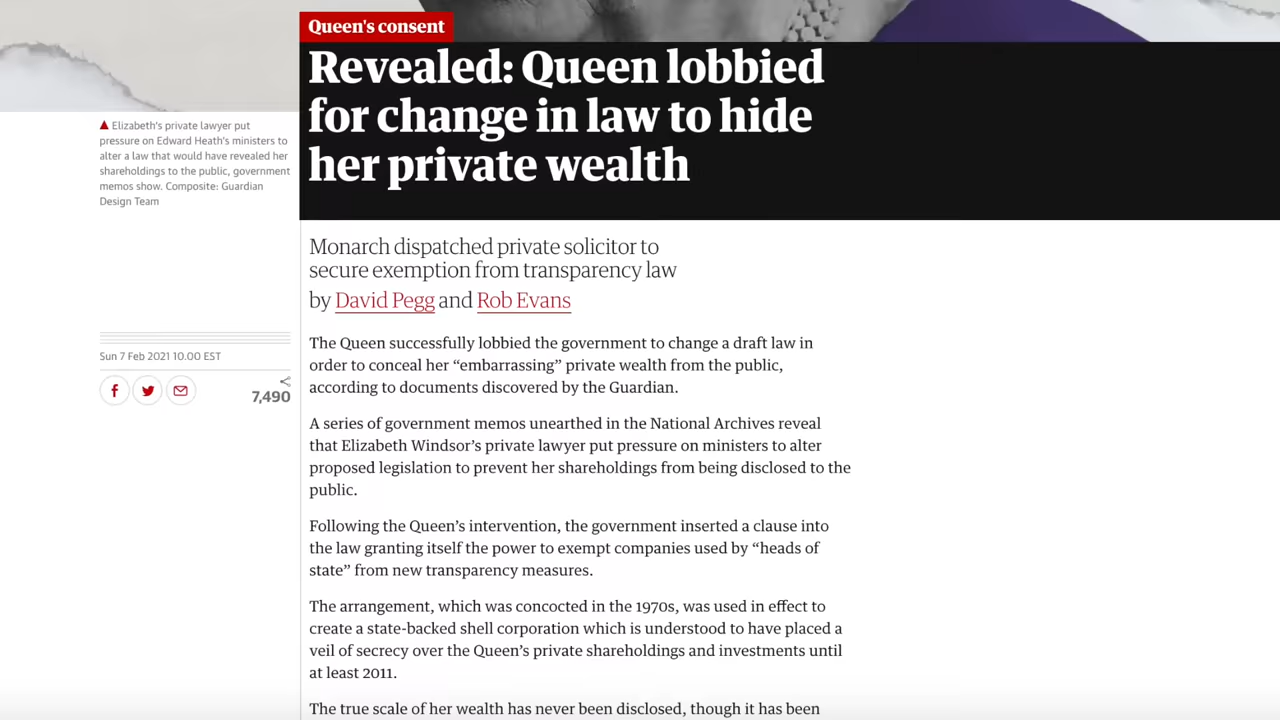 Queen's consent
Revealed: Queen lobbied
for change in law to hide
her private wealth
▲ Elizabeth's private lawyer put
pressure on Edward Heath's ministers to
alter a law that would have revealed her
shareholdings to the public, government
memos show. Composite: Guardian
Design Team
Monarch dispatched private solicitor to
secure exemption from transparency law
by David Pegg and Rob Evans
Sun 7 Feb 2021 10.00 EST
7,490
The Queen successfully lobbied the government to change a draft law in
order to conceal her “embarrassing” private wealth from the public,
according to documents discovered by the Guardian.
A series of government memos unearthed in the National Archives reveal
that Elizabeth Windsor’s private lawyer put pressure on ministers to alter
proposed legislation to prevent her shareholdings from being disclosed to the
public.
Following the Queen’s intervention, the government inserted a clause into
the law granting itself the power to exempt companies used by “heads of
state” from new transparency measures.
The arrangement, which was concocted in the 1970s, was used in effect to
create a state-backed shell corporation which is understood to have placed a
veil of secrecy over the Queen’s private shareholdings and investments until
at least 2011.
The true scale of her wealth has never been disclosed, though it has been